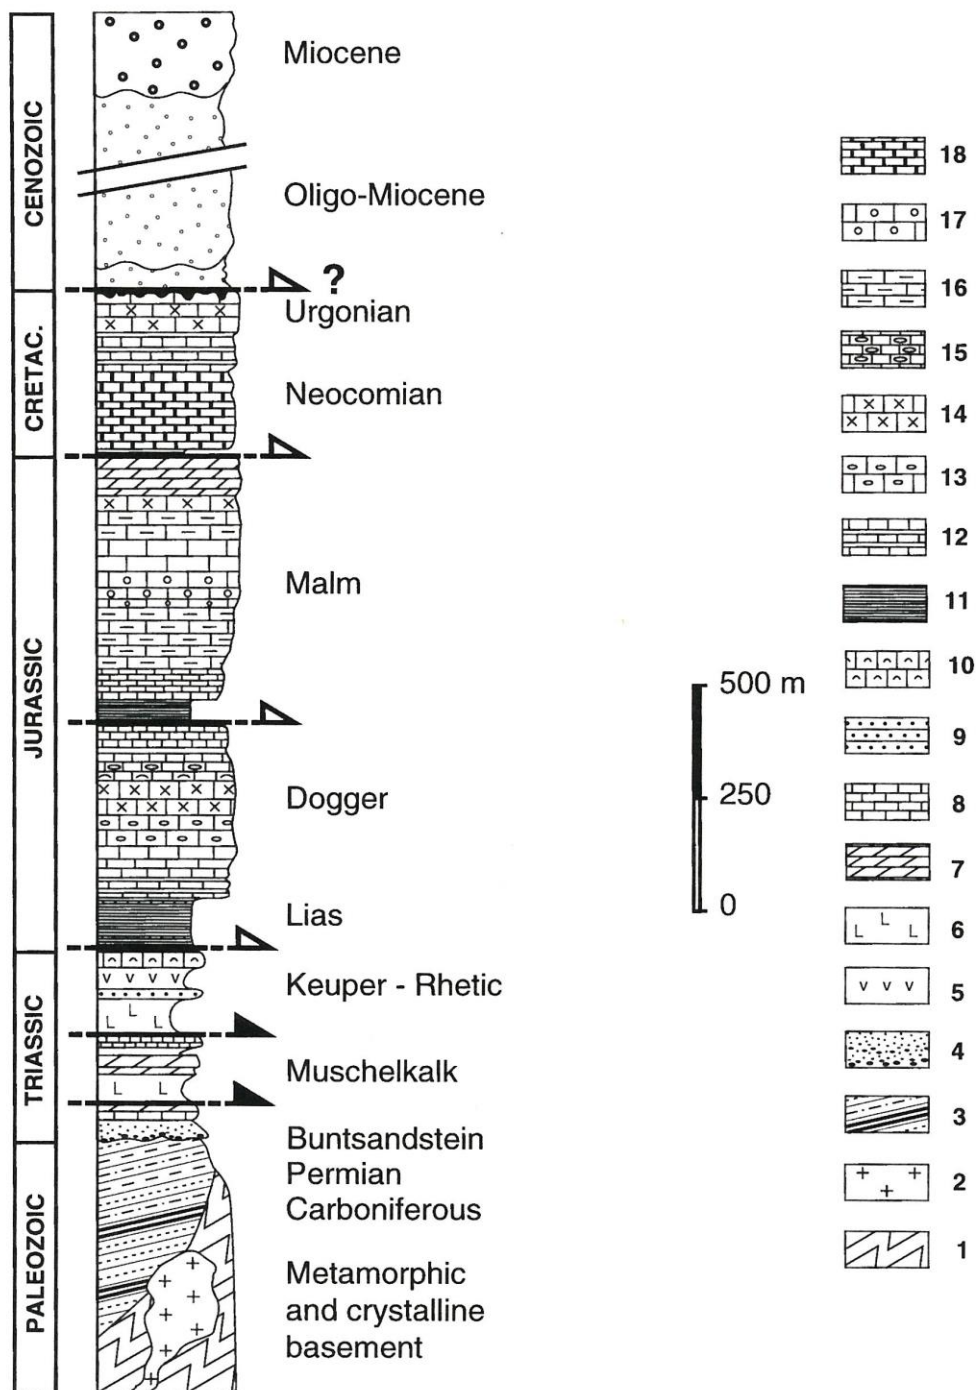 CENOZOIC
CRETAC.
JURASSIC
TRIASSIC
PALEOZOIC
Miocene
Oligo-Miocene
?
Urgonian
Neocomian
Malm
Dogger
Lias
Keuper - Rhetic
Muschelkalk
Buntsandstein
Permian
Carboniferous
Metamorphic
and crystalline
basement
500 m
250
0
18
17
16
15
14
13
12
11
10
9
8
7
6
5
4
3
2
1